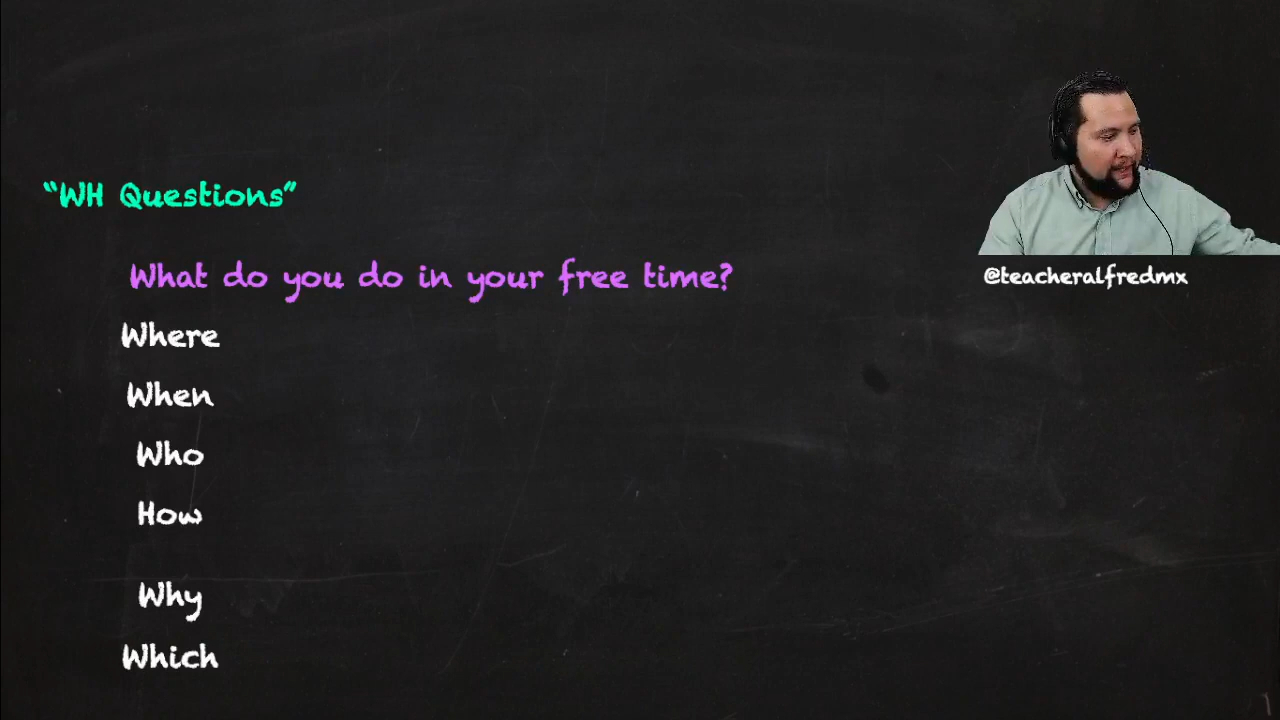 “WH Questions”
What do you do in your free time?
@teacheralfredmx
Where
When
Who
How
Why
Which